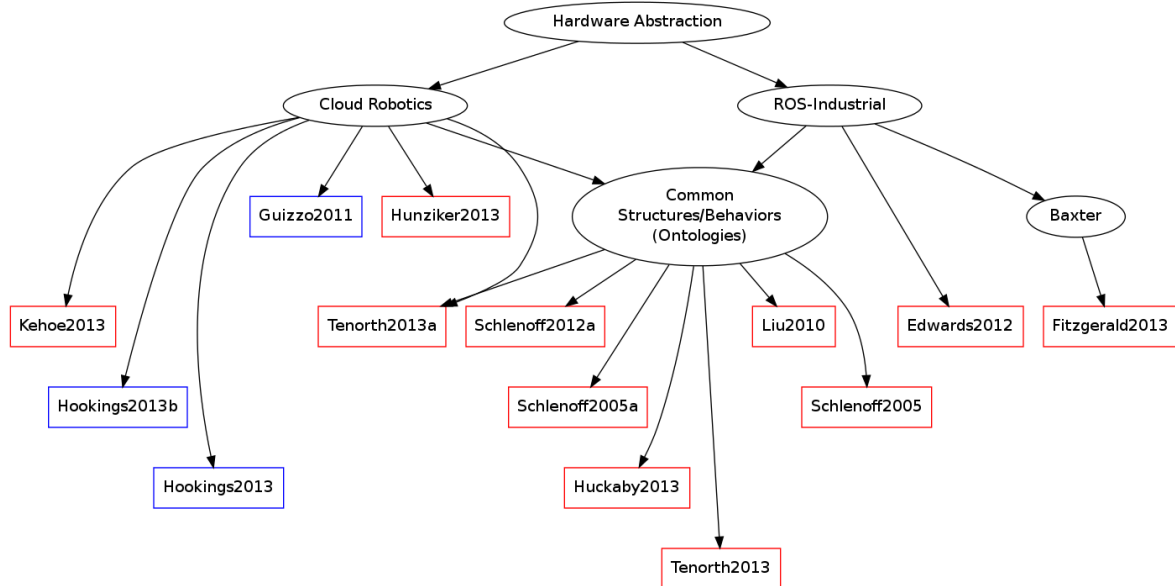 Hardware Abstraction
Cloud Robotics
ROS-Industrial
Guizzo2011
Hunziker2013
Common
Structures/Behaviors
(Ontologies)
Baxter
Kehoe2013
Tenorth2013a
Schlenoff2012a
Liu2010
Edwards2012
Fitzgerald2013
Hookings2013b
Schlenoff2005a
Schlenoff2005
Hookings2013
Huckaby2013
Tenorth2013